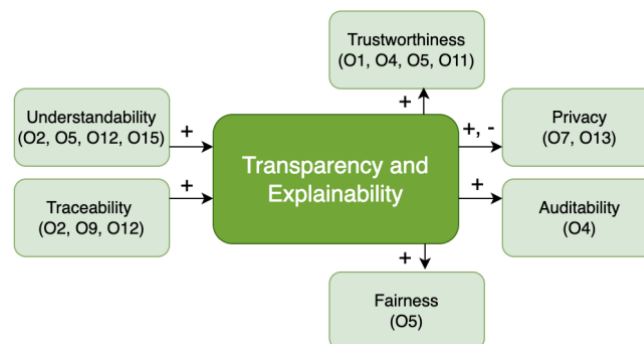 Trustworthiness
(O1, O4, O5, O11)
+
Understandability
(O2, O5, O12, O15)
+
+, -
Privacy
(O7, O13)
Transparency and
Explainability
Traceability
(O2, O9, O12)
+
+
Auditability
(O4)
+
Fairness
(O5)